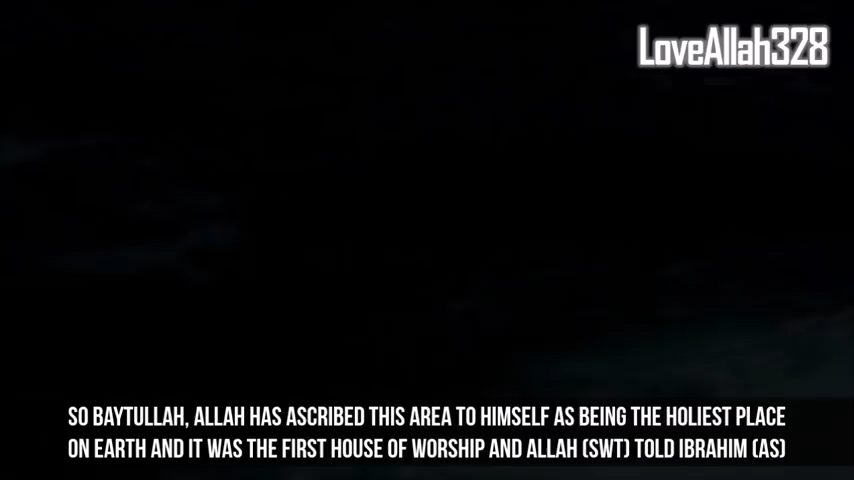 LoveAllah328
SO BAYTULLAH, ALLAH HAS ASCRIBED THIS AREA TO HIMSELF AS BEING THE HOLIEST PLACE
ON EARTH AND IT WAS THE FIRST HOUSE OF WORSHIP AND ALLAH (SWT) TOLD IBRAHIM (AS)